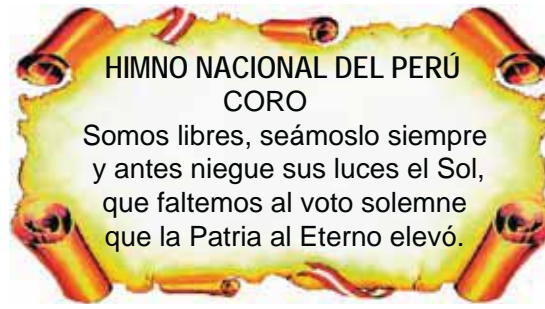 HIMNO NACIONAL DEL PERÚ
CORO
Somos libres, seámoslo siempre
y antes niegue sus luces el Sol,
que faltemos al voto solemne
que la Patria al Eterno elevó.